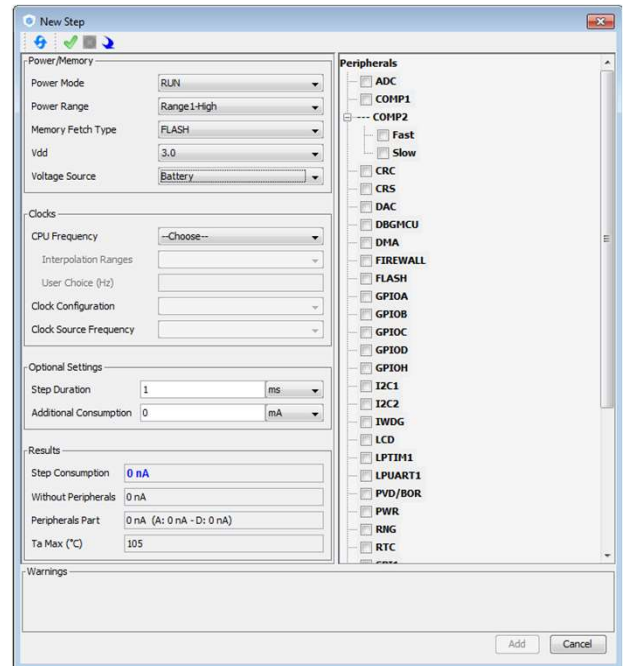 New Step
Power/Memory
Power Mode RUN
Power Range Range1-High
Memory Fetch Type FLASH
Vdd 3.0
Voltage Source Battery
Clocks
CPU Frequency --Choose--
Interpolation Ranges
User Choice (Hz)
Clock Configuration
Clock Source Frequency
Optional Settings
Step Duration 1 ms
Additional Consumption 0 mA
Results
Step Consumption 0 nA
Without Peripherals 0 nA
Peripherals Part 0 nA (A: 0 nA - D: 0 nA)
Ta Max (°C) 105
Peripherals
ADC
COMP1
--- COMP2
Fast
Slow
CRC
CRS
DAC
DBGMCU
DMA
FIREWALL
FLASH
GPIOA
GPIOB
GPIOC
GPIOD
GPIOH
I2C1
I2C2
IWDG
LCD
LPTIM1
LPUART1
PVD/BOR
PWR
RNG
RTC
Warnings
Add Cancel